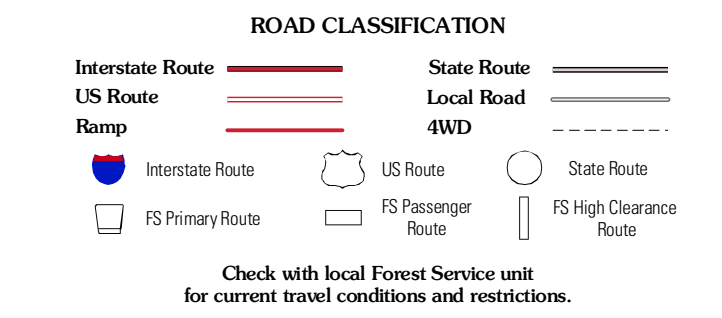 ROAD CLASSIFICATION
Interstate Route
State Route
US Route
Local Road
Ramp
4WD
Interstate Route
US Route
State Route
FS Primary Route
FS Passenger
Route
FS High Clearance
Route
Check with local Forest Service unit
for current travel conditions and restrictions.